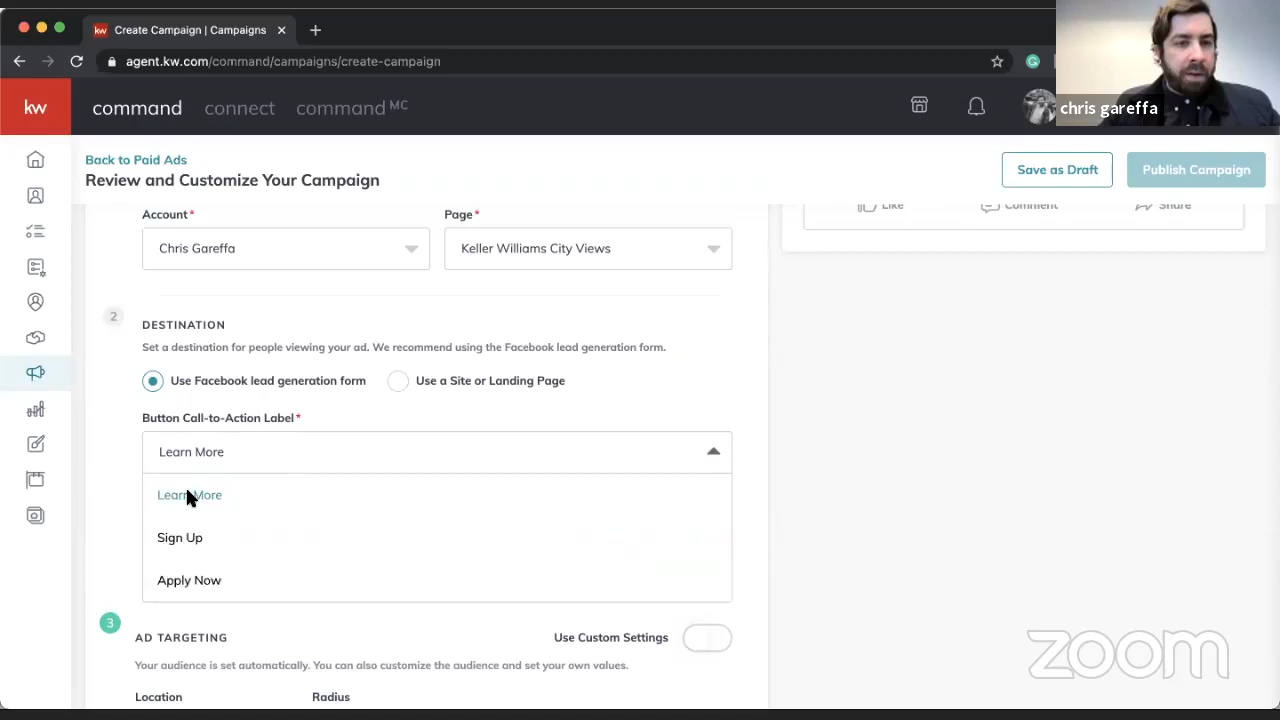 Create Campaign | Campaigns
agent.kw.com/command/campaigns/create-campaign
chris gareffa
kw
command
connect
command MC
Back to Paid Ads
Review and Customize Your Campaign
Save as Draft
Publish Campaign
Account*
Page*
Like
Comment
Share
Chris Gareffa
Keller Williams City Views
2
DESTINATION
Set a destination for people viewing your ad. We recommend using the Facebook lead generation form.
Use Facebook lead generation form
Use a Site or Landing Page
Button Call-to-Action Label*
Learn More
Learn More
Sign Up
Apply Now
3
AD TARGETING
Use Custom Settings
Your audience is set automatically. You can also customize the audience and set your own values.
Location
Radius
zoom